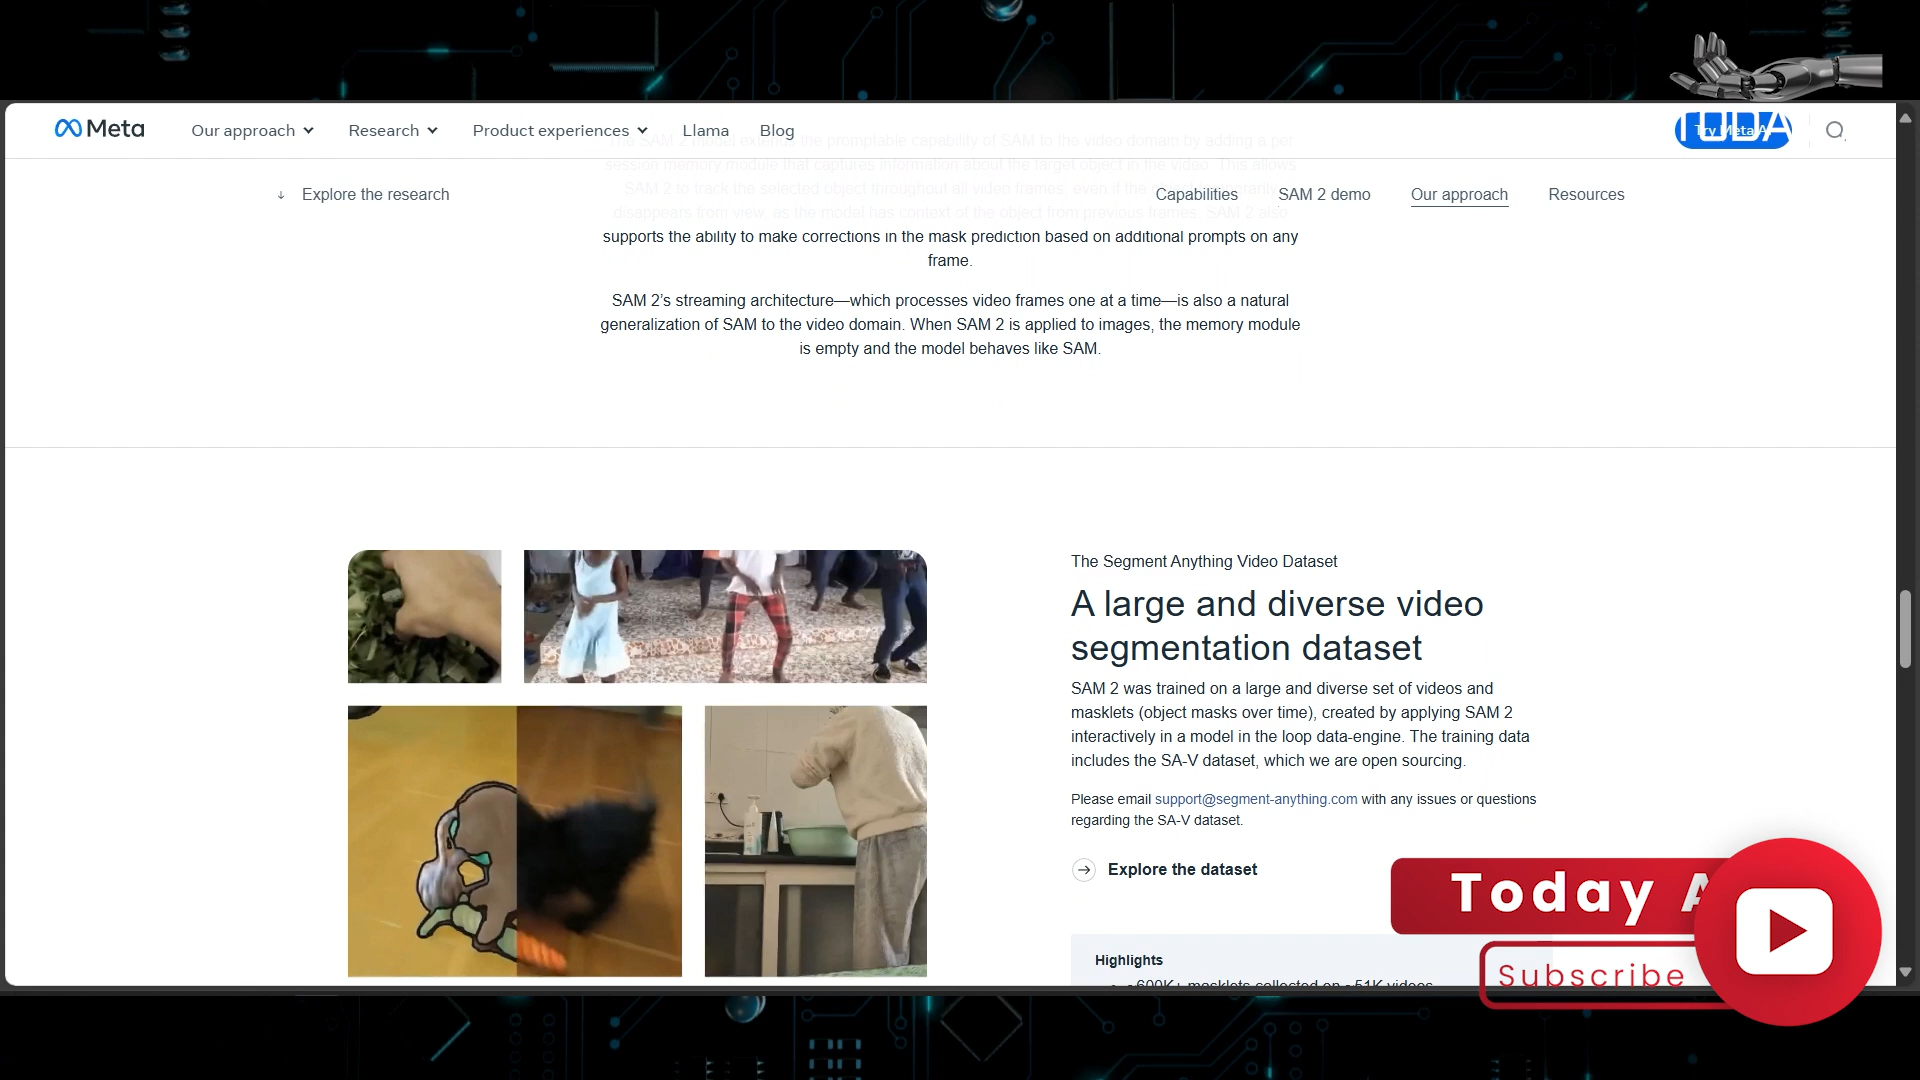 Meta
Our approach
Research
Product experiences
Llama
Blog
Try Meta A
TODA
The SAM 2 model extends the promptable capability of SAM to the video domain by adding a per
session memory module that captures information about the target object in the video. This allows
SAM 2 to track the selected object throughout all video frames, even if the
disappears from view, as the model has context of the object from previous frames. SAM 2 also
Explore the research
Capabilities
SAM 2 demo
Our approach
Resources
supports the ability to make corrections in the mask prediction based on additional prompts on any
frame.
SAM 2’s streaming architecture—which processes video frames one at a time—is also a natural
generalization of SAM to the video domain. When SAM 2 is applied to images, the memory module
is empty and the model behaves like SAM.
The Segment Anything Video Dataset
A large and diverse video
segmentation dataset
SAM 2 was trained on a large and diverse set of videos and
masklets (object masks over time), created by applying SAM 2
interactively in a model in the loop data-engine. The training data
includes the SA-V dataset, which we are open sourcing.
Please email support@segment-anything.com with any issues or questions
regarding the SA-V dataset.
Explore the dataset
Today A
Highlights
~600K+ masklets collected on ~51K videos
Subscribe